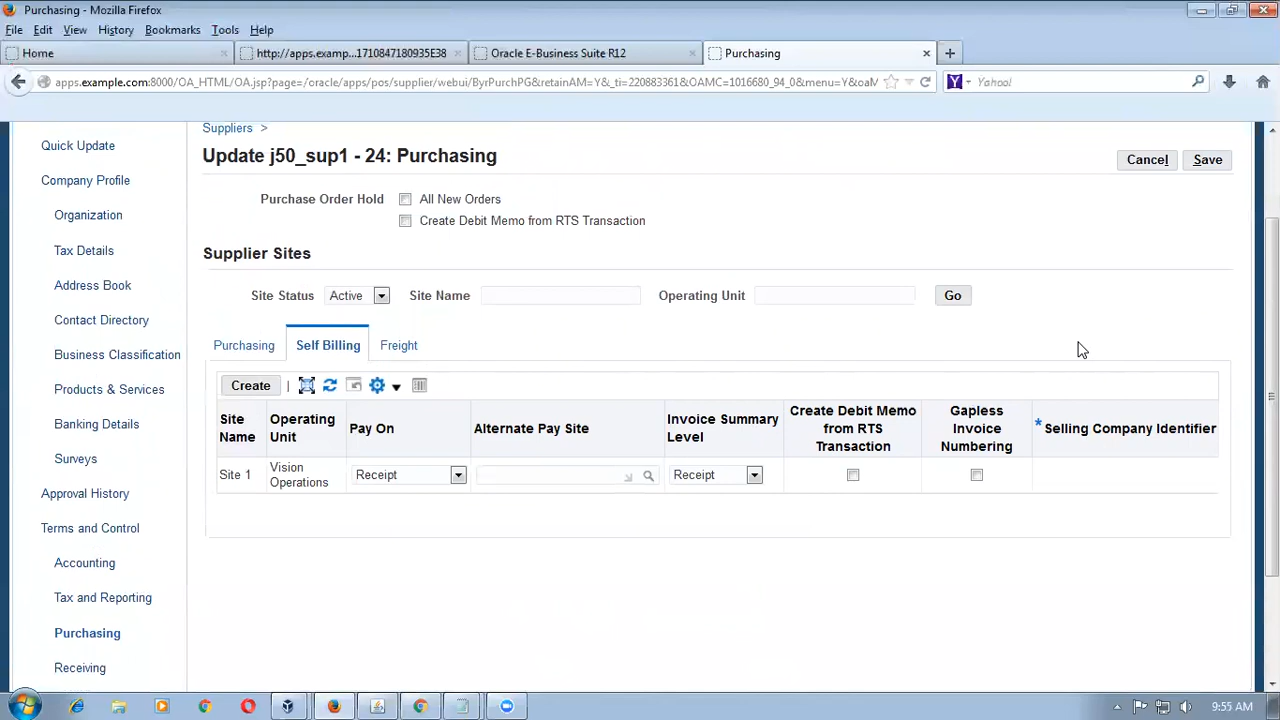 Purchasing - Mozilla Firefox
File Edit View History Bookmarks Tools Help
Home
http://apps.examp...1710847180935E38
Oracle E-Business Suite R12
Purchasing
apps.example.com:8000/OA_HTML/OA.jsp?page=/oracle/apps/pos/supplier/webui/ByrPurchPG&retainAM=Y&_ti=220883361&OAMC=1016680_94_0&menu=Y&oaM
Yahoo!
Suppliers >
Update j50_sup1 - 24: Purchasing
Cancel Save
Purchase Order Hold All New Orders
Create Debit Memo from RTS Transaction
Supplier Sites
Site Status Active Site Name Operating Unit Go
Purchasing Self Billing Freight
Create
Site Name
Operating Unit
Pay On
Alternate Pay Site
Invoice Summary Level
Create Debit Memo from RTS Transaction
Gapless Invoice Numbering
* Selling Company Identifier
Site 1
Vision Operations
Receipt
Receipt
Quick Update
Company Profile
Organization
Tax Details
Address Book
Contact Directory
Business Classification
Products & Services
Banking Details
Surveys
Approval History
Terms and Control
Accounting
Tax and Reporting
Purchasing
Receiving
9:55 AM